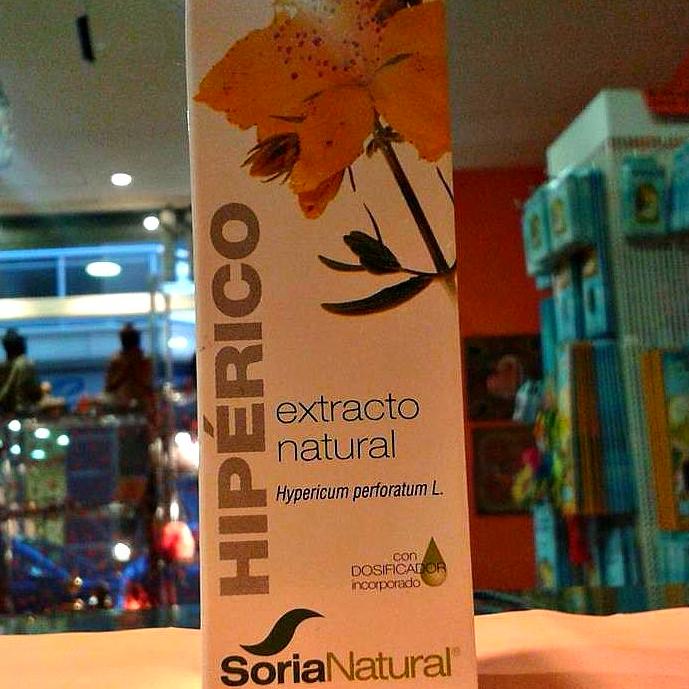 HIPÉRICO
extracto
natural
Hypericum perforatum L.
con
DOSIFICADOR
incorporado
SoriaNatural®